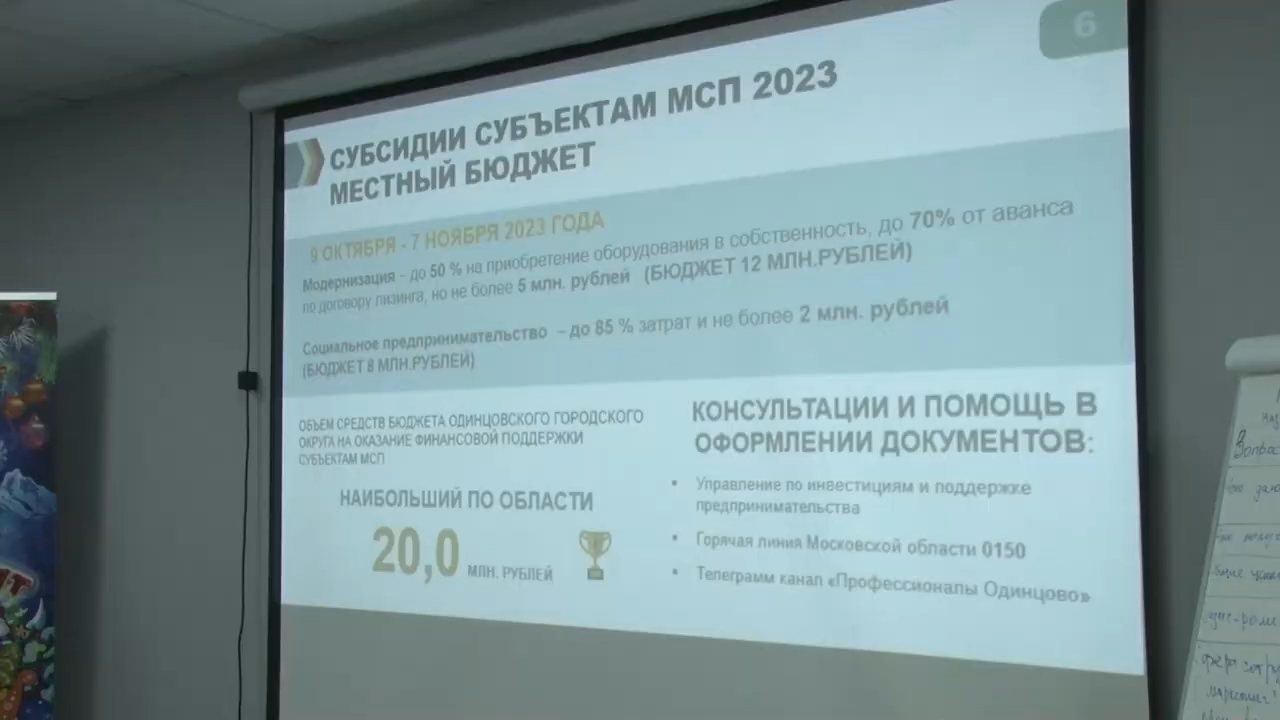 6
СУБСИДИИ СУБЪЕКТАМ МСП 2023
МЕСТНЫЙ БЮДЖЕТ
9 ОКТЯБРЯ - 7 НОЯБРЯ 2023 ГОДА
Модернизация – до 50 % на приобретение оборудования в собственность, до 70% от аванса
по договору лизинга, но не более 5 млн. рублей (БЮДЖЕТ 12 МЛН.РУБЛЕЙ)
Социальное предпринимательство – до 85 % затрат и не более 2 млн. рублей
(БЮДЖЕТ 8 МЛН.РУБЛЕЙ)
ОБЪЕМ СРЕДСТВ БЮДЖЕТА ОДИНЦОВСКОГО ГОРОДСКОГО
ОКРУГА НА ОКАЗАНИЕ ФИНАНСОВОЙ ПОДДЕРЖКИ
СУБЪЕКТАМ МСП
НАИБОЛЬШИЙ ПО ОБЛАСТИ
20,0 МЛН. РУБЛЕЙ
КОНСУЛЬТАЦИИ И ПОМОЩЬ В
ОФОРМЛЕНИИ ДОКУМЕНТОВ:
• Управление по инвестициям и поддержке
предпринимательства
• Горячая линия Московской области 0150
• Телеграмм канал «Профессионалы Одинцово»